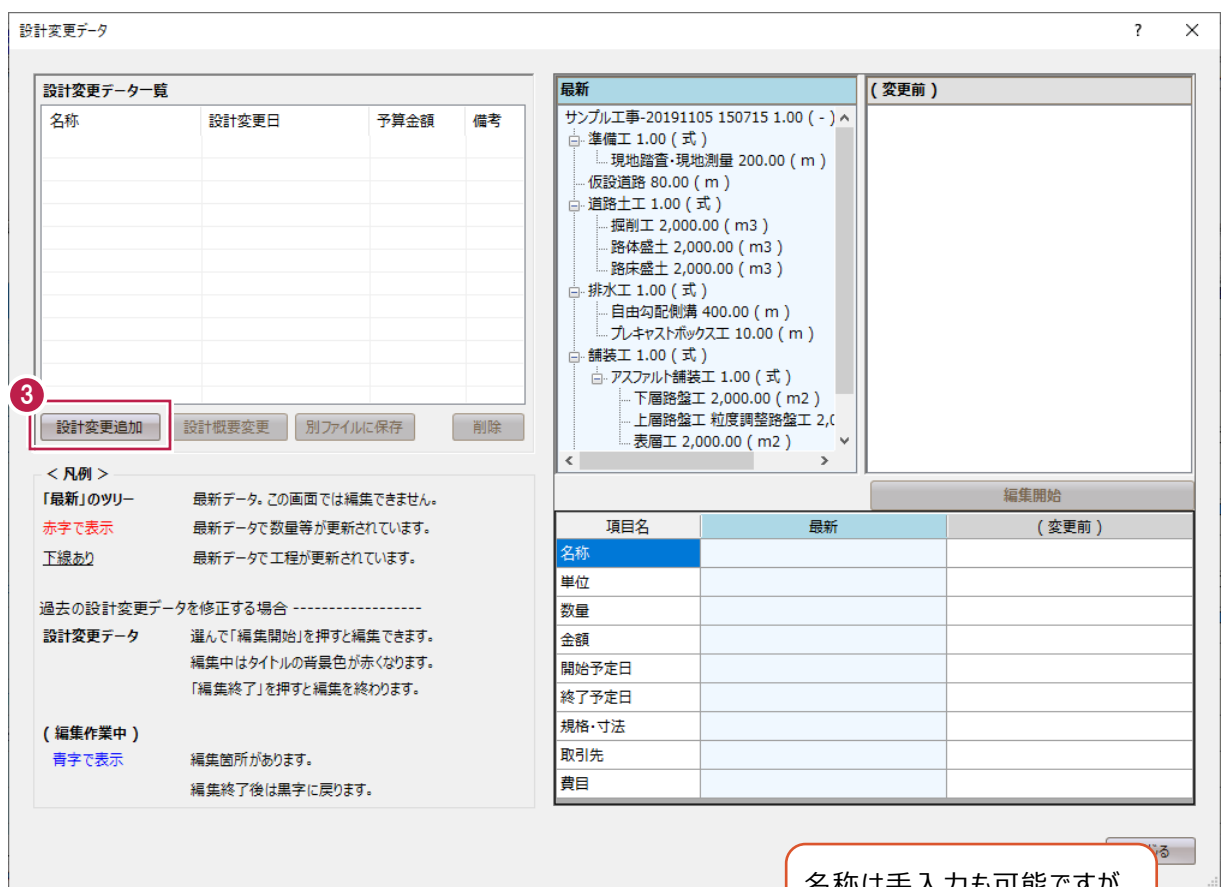 設計変更データ
?
×
設計変更データ一覧
名称 設計変更日 予算金額 備考
3
設計変更追加 設計概要変更 別ファイルに保存 削除
最新
(変更前)
サンプル工事-20191105 150715 1.00 ( - )
準備工 1.00 ( 式 )
現地踏査・現地測量 200.00 ( m )
仮設道路 80.00 ( m )
道路土工 1.00 ( 式 )
掘削工 2,000.00 ( m3 )
路体盛土 2,000.00 ( m3 )
路床盛土 2,000.00 ( m3 )
排水工 1.00 ( 式 )
自由勾配側溝 400.00 ( m )
プレキャストボックス工 10.00 ( m )
舗装工 1.00 ( 式 )
アスファルト舗装工 1.00 ( 式 )
下層路盤工 2,000.00 ( m2 )
上層路盤工 粒度調整路盤工 2,0
表層工 2,000.00 ( m2 )
編集開始
< 凡例 >
「最新」のツリー 最新データ。この画面では編集できません。
赤字で表示 最新データで数量等が更新されています。
下線あり 最新データで工程が更新されています。
過去の設計変更データを修正する場合 ------------------
設計変更データ 選んで「編集開始」を押すと編集できます。
編集中はタイトルの背景色が赤くなります。
「編集終了」を押すと編集を終わります。
( 編集作業中 )
青字で表示 編集箇所があります。
編集終了後は黒字に戻ります。
項目名 最新 (変更前)
名称
単位
数量
金額
開始予定日
終了予定日
規格・寸法
取引先
費目
る
名称は手入力も可能ですが